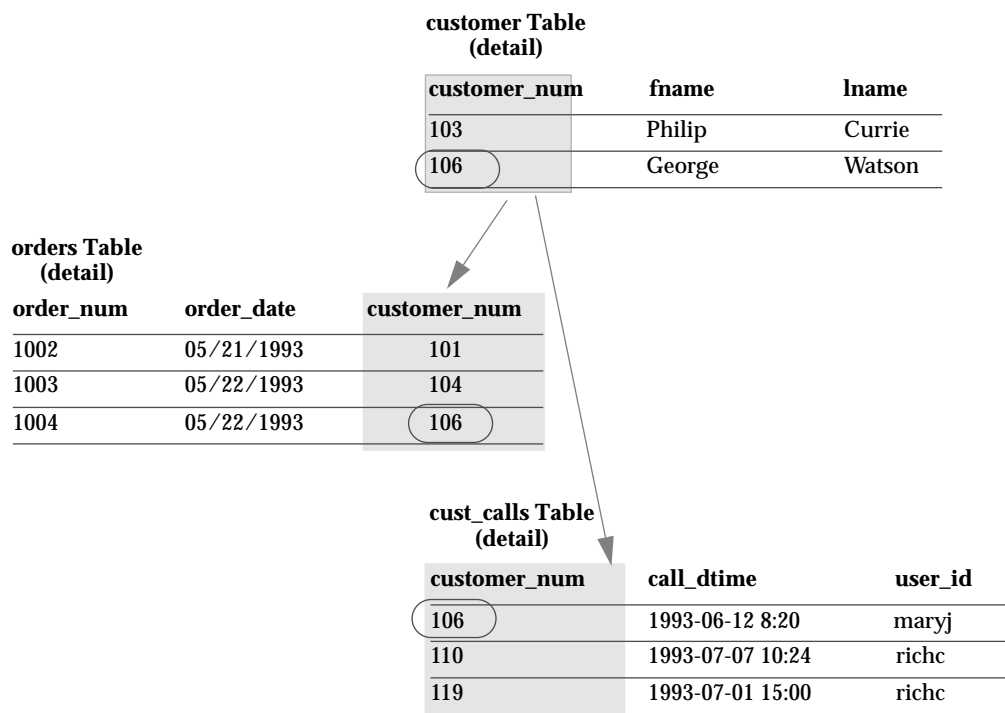 customer Table
(detail)
customer_num fname lname
103 Philip Currie
106 George Watson
orders Table
(detail)
order_num order_date customer_num
1002 05/21/1993 101
1003 05/22/1993 104
1004 05/22/1993 106
cust_calls Table
(detail)
customer_num call_dtime user_id
106 1993-06-12 8:20 maryj
110 1993-07-07 10:24 richc
119 1993-07-01 15:00 richc